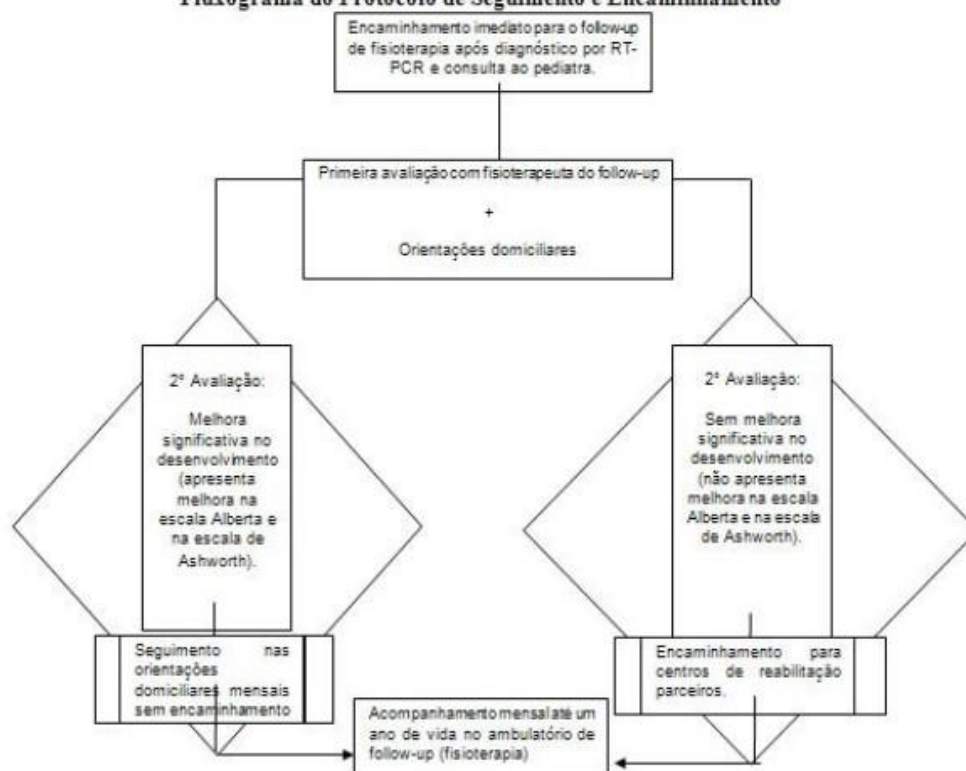 Fluxograma do Protocolo de Seguimento e Encaminhamento
Encaminhamento imediato para o follow-up
de fisioterapia após diagnóstico por RT-
PCR e consulta ao pediatra.
Primeira avaliação com fisioterapeuta do follow-up
+
Orientações domiciliares
2ª Avaliação:
Melhora
significativa no
desenvolvimento
(apresenta
melhora na
escala Alberta e
na escala de
Ashworth).
2ª Avaliação:
Sem melhora
significativa no
desenvolvimento
(não apresenta
melhora na escala
Alberta e na escala
de Ashworth).
Seguimento nas
orientações
domiciliares mensais
sem encaminhamento
Encaminhamento para
centros de reabilitação
parceiros.
Acompanhamento mensal até um
ano de vida no ambulatório de
follow-up (fisioterapia)